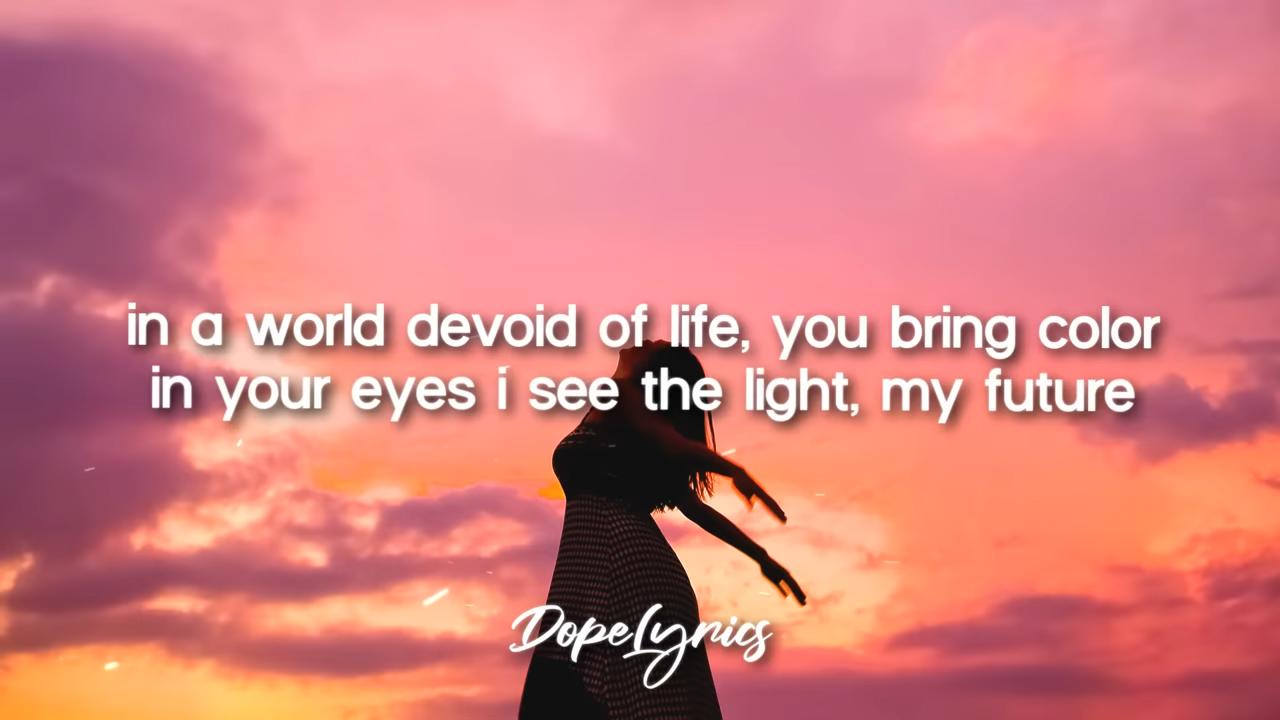 in a world devoid of life, you bring color
in your eyes i see the light, my future
DopeLyrics